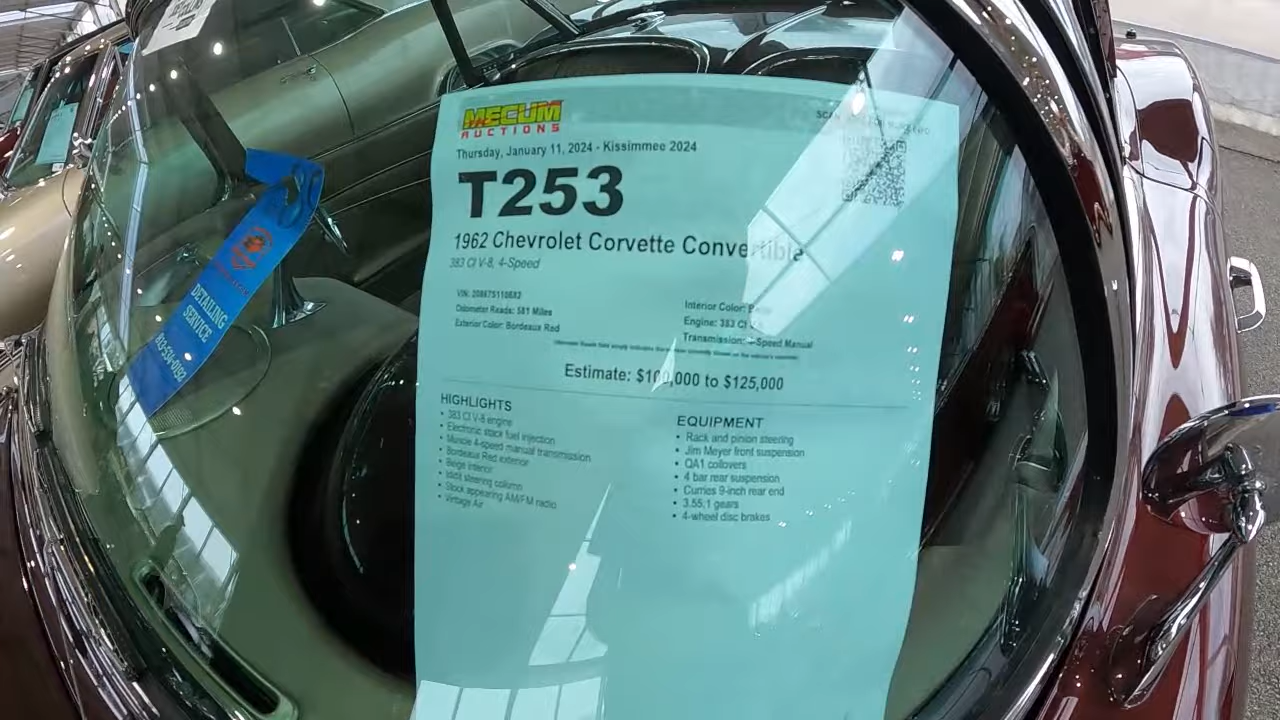 MECUM
AUCTIONS
Thursday, January 11, 2024 - Kissimmee 2024
T253
1962 Chevrolet Corvette Convertible
383 CI V-8, 4-Speed
Odometer Reads: 581 Miles
Exterior Color: Bordeaux Red
Interior Color:
Engine: 383 CI
Transmission: 4-Speed Manual
Estimate: $100,000 to $125,000
HIGHLIGHTS
• 383 CI V-8 engine
• Electronic stack fuel injection
• Muncie 4-speed manual transmission
• Bordeaux Red exterior
• Beige interior
• Ididit steering column
• Stock appearing AM/FM radio
• Vintage Air
EQUIPMENT
• Rack and pinion steering
• Jim Meyer front suspension
• QA1 coilovers
• 4 bar rear suspension
• Curries 9-inch rear end
• 3.55.1 gears
• 4-wheel disc brakes
DETAILING
SERVICE